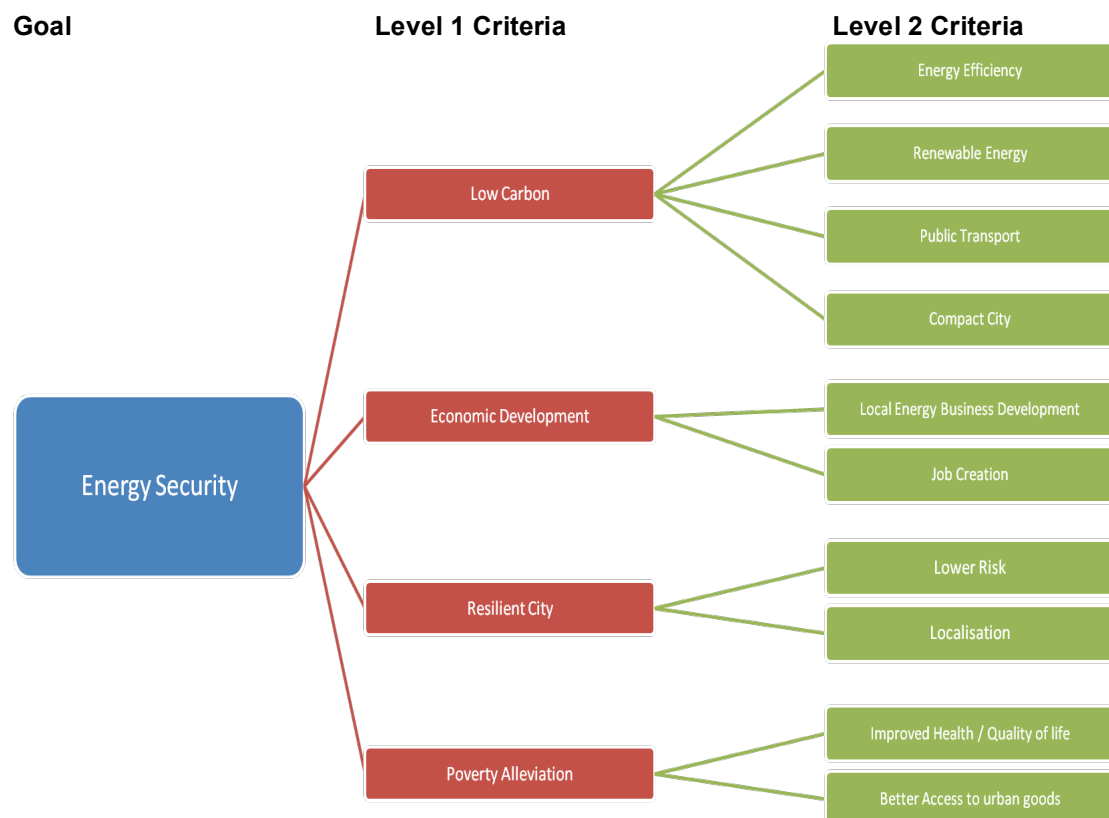 Goal
Level 1 Criteria
Level 2 Criteria
Energy Security
Low Carbon
Economic Development
Resilient City
Poverty Alleviation
Energy Efficiency
Renewable Energy
Public Transport
Compact City
Local Energy Business Development
Job Creation
Lower Risk
Localisation
Improved Health / Quality of life
Better Access to urban goods